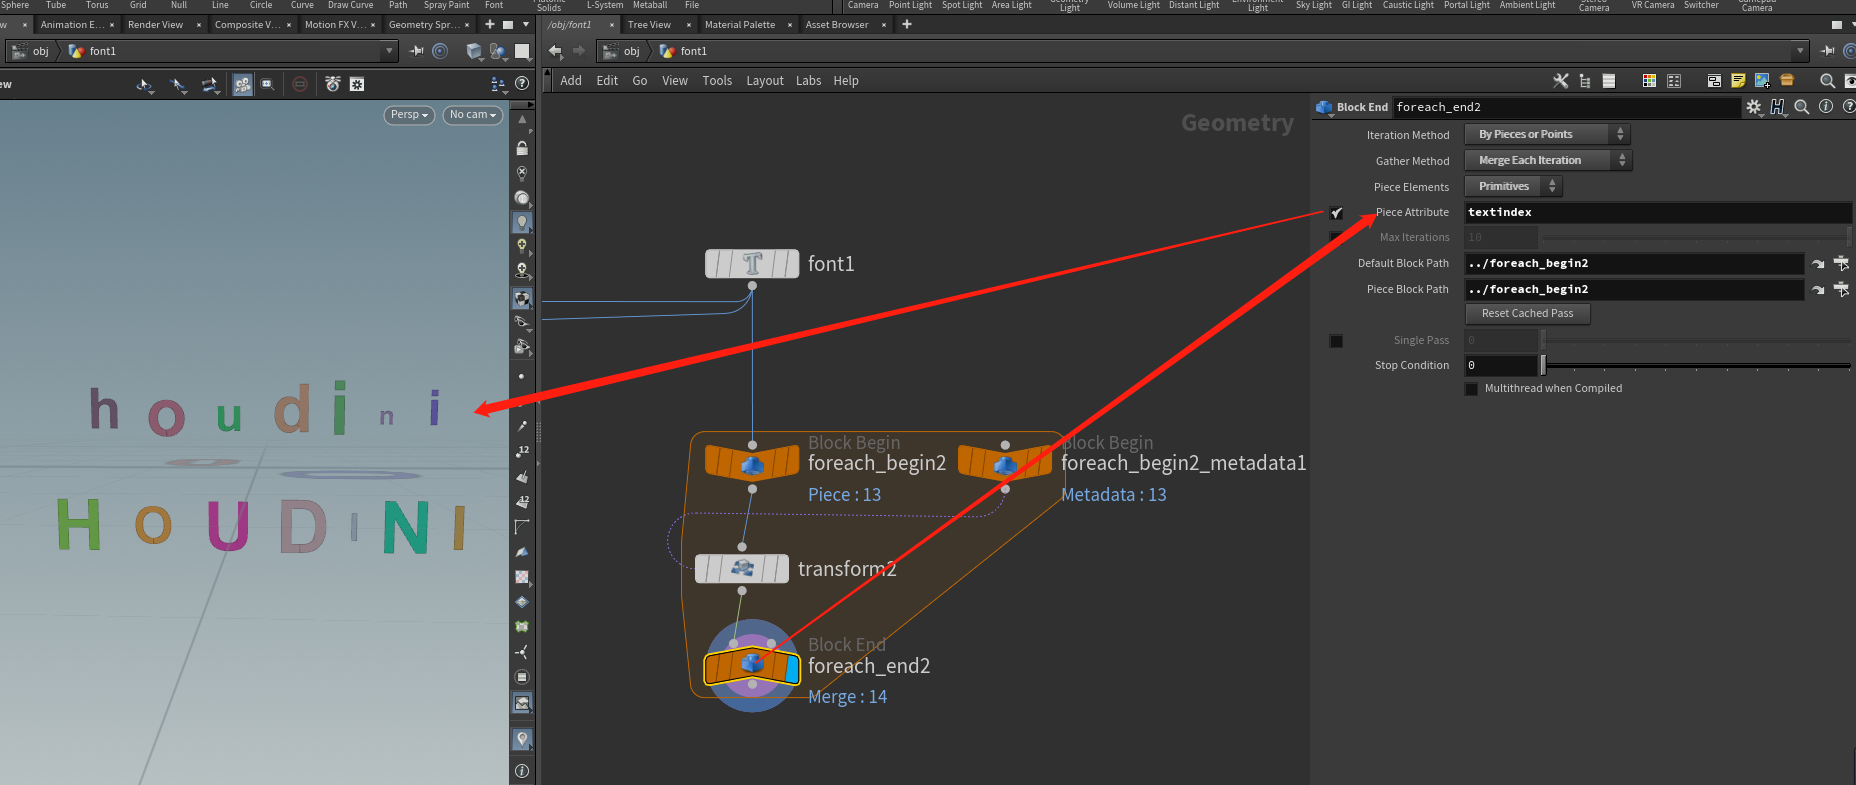 Sphere Tube Torus Grid Null Line Circle Curve Draw Curve Path Spray Paint Font Platonic Solids L-System Metaball File Camera Point Light Spot Light Area Light Geometry Light Volume Light Distant Light Environment Light Sky Light GI Light Caustic Light Portal Light Ambient Light Stereo Camera VR Camera Switcher Gamepad Camera
w × Animation E... × Render View × Composite V... × Motion FX V... × Geometry Spr... × + /obj/font1 × Tree View × Material Palette × Asset Browser × +
obj font1 obj font1
ew
Add Edit Go View Tools Layout Labs Help
Persp No cam
Geometry
Block End foreach_end2
Iteration Method By Pieces or Points
Gather Method Merge Each Iteration
Piece Elements Primitives
Piece Attribute textindex
Max Iterations 10
Default Block Path ../foreach_begin2
Piece Block Path ../foreach_begin2
Reset Cached Pass
Single Pass 0
Stop Condition 0
Multithread when Compiled
font1
houdini
HOUDINI
Block Begin
foreach_begin2
Piece : 13
Block Begin
foreach_begin2_metadata1
Metadata : 13
transform2
Block End
foreach_end2
Merge : 14
12
12